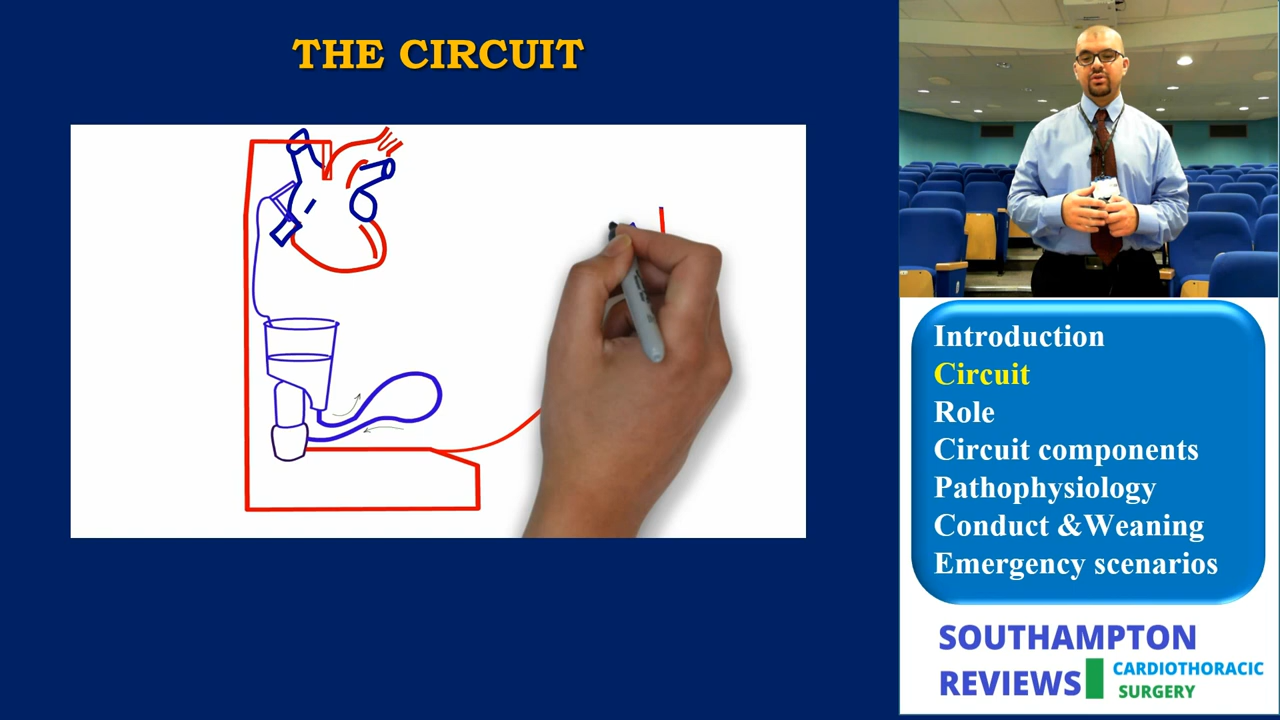 THE CIRCUIT
Introduction
Circuit
Role
Circuit components
Pathophysiology
Conduct &Weaning
Emergency scenarios
SOUTHAMPTON
REVIEWS
CARDIOTHORACIC
SURGERY